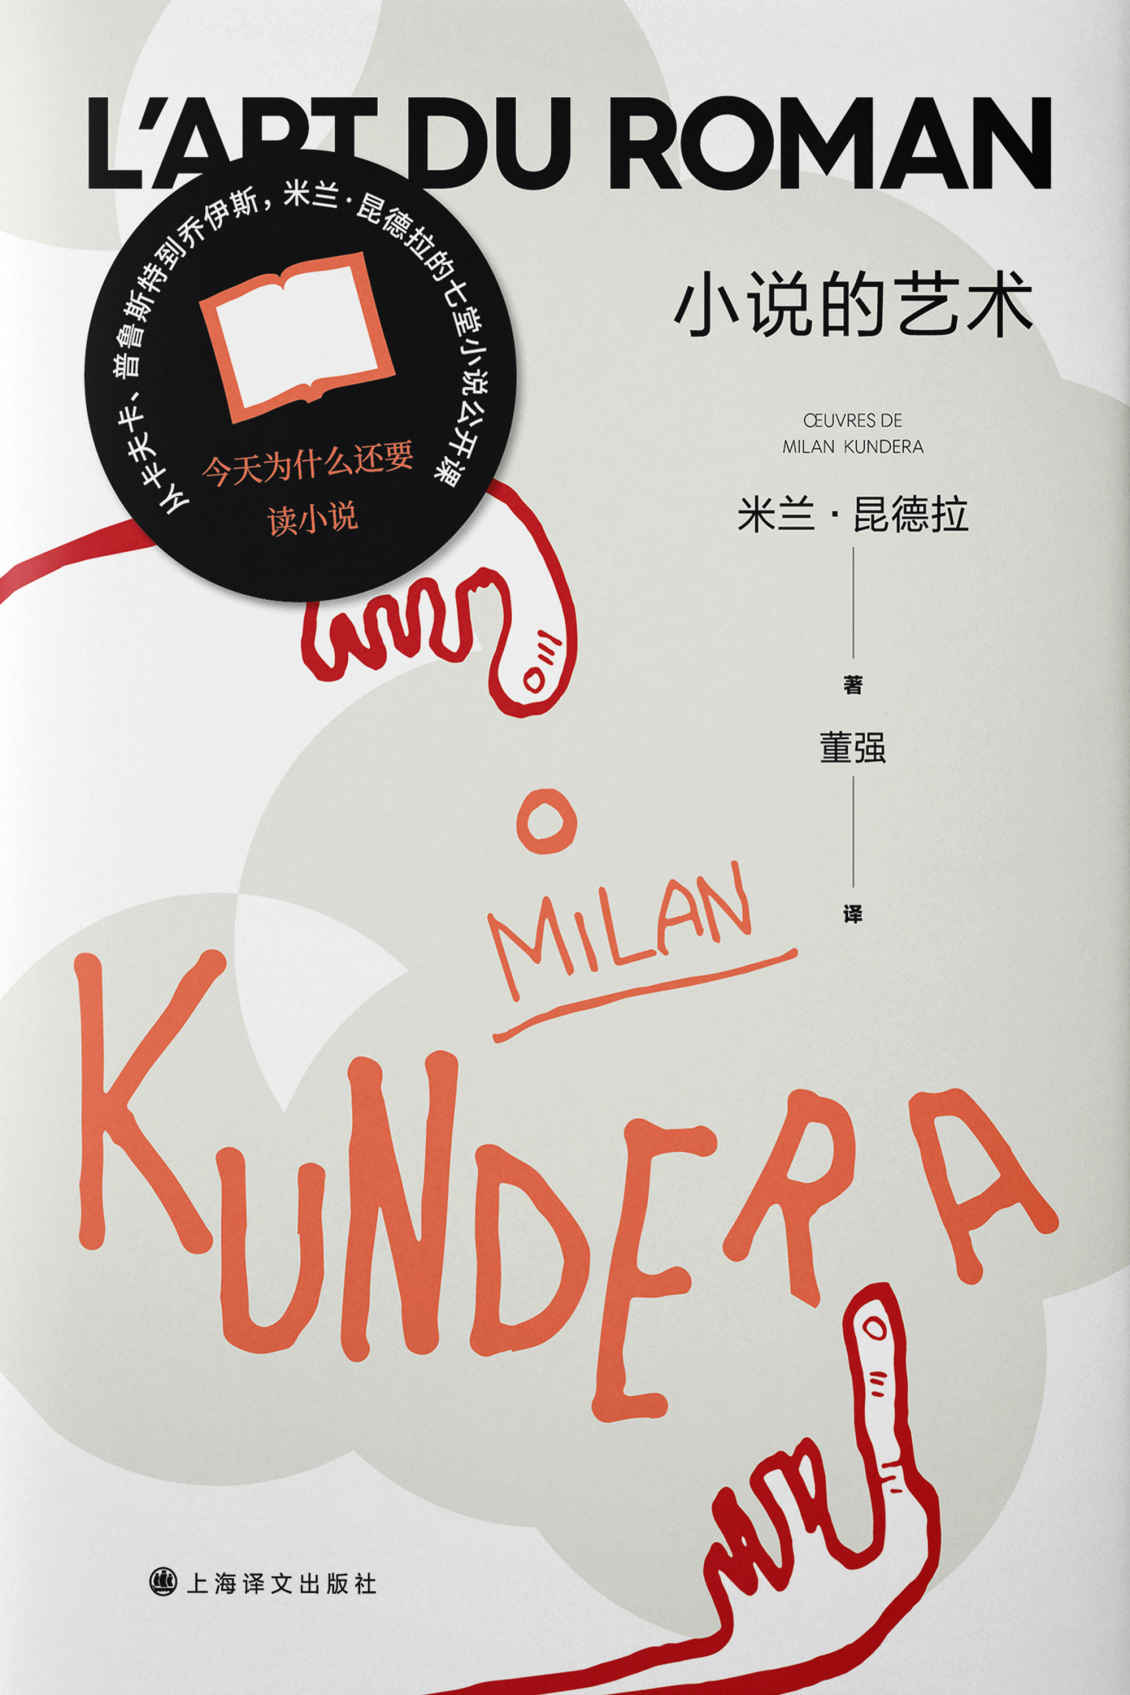 L'ART DU ROMAN
从卡夫卡、普鲁斯特到乔伊斯，米兰·昆德拉的七堂小说公开课
今天为什么还要
读小说
小说的艺术
ŒUVRES DE
MILAN KUNDERA
米兰·昆德拉
著
董强
译
MiLAN
KUNDERA
上海译文出版社